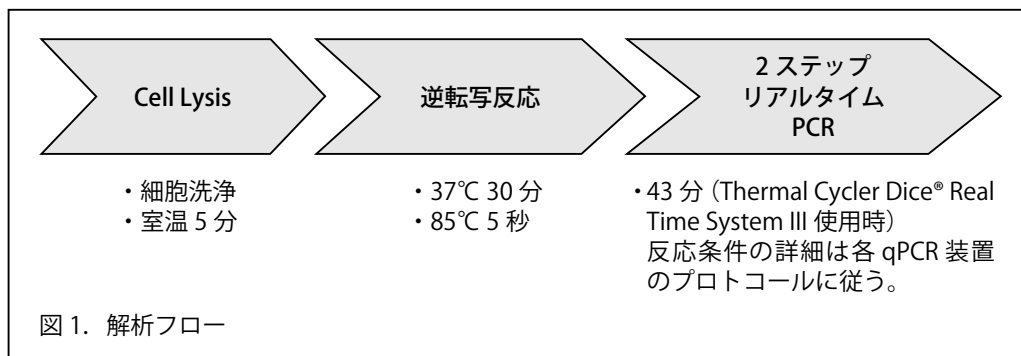 Cell Lysis
逆転写反応
2 ステップ
リアルタイム
PCR
・細胞洗浄
・室温 5 分
・37℃ 30 分
・85℃ 5 秒
・43 分（Thermal Cycler Dice® Real
Time System III 使用時）
反応条件の詳細は各 qPCR 装置
のプロトコールに従う。
図 1．解析フロー